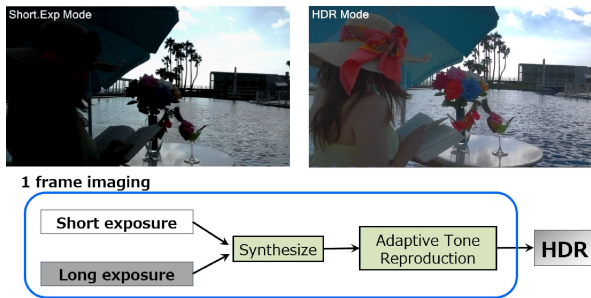 Short.Exp Mode
HDR Mode
1 frame imaging
Short exposure
Long exposure
Synthesize
Adaptive Tone
Reproduction
HDR